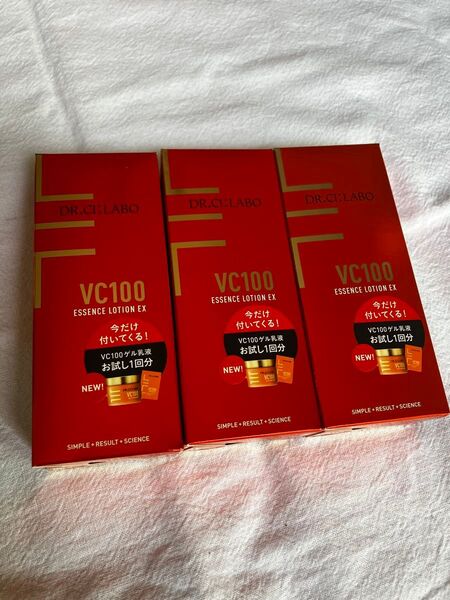 DR.CI:LABO
VC100
ESSENCE LOTION EX
今だけ
付いてくる!
VC100ゲル乳液
お試し1回分
NEW!
VC100
SIMPLE+RESULT+SCIENCE
DR.CI:LABO
VC100
ESSENCE LOTION EX
今だけ
付いてくる!
VC100ゲル乳液
お試し1回分
NEW!
VC100
SIMPLE+RESULT+SCIENCE
DR.CI:LABO
VC100
ESSENCE LOTION EX
今だけ
付いてくる!
VC100ゲル乳液
お試し1回分
NEW!
VC100
SIMPLE+RESULT+SCIENCE